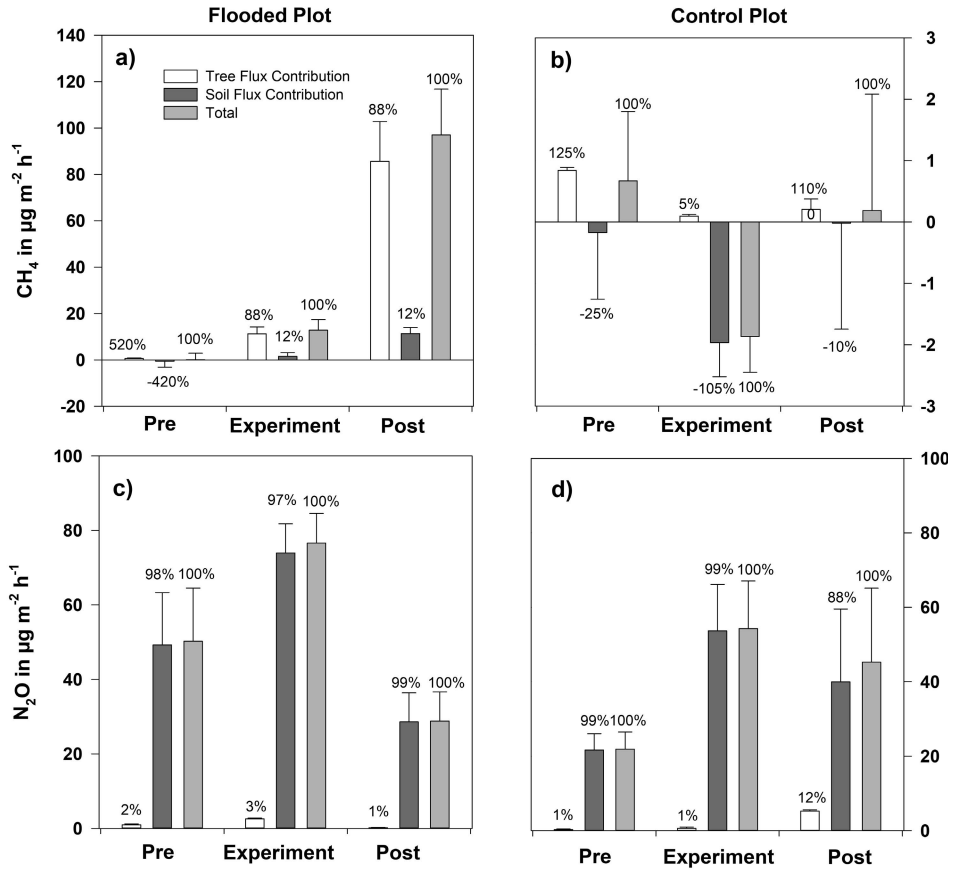 Flooded Plot
Control Plot
a)
Tree Flux Contribution
Soil Flux Contribution
Total
CH4 in µg m-2 h-1
140
120
100
80
60
40
20
0
-20
520%
-420%
100%
88%
12%
100%
88%
12%
100%
Pre
Experiment
Post
b)
3
2
1
0
-1
-2
-3
125%
-25%
100%
5%
-105%
100%
110%
0
-10%
100%
Pre
Experiment
Post
c)
N2O in µg m-2 h-1
100
80
60
40
20
0
2%
98%
100%
3%
97%
100%
1%
99%
100%
Pre
Experiment
Post
d)
100
80
60
40
20
0
1%
99%
100%
1%
99%
100%
12%
88%
100%
Pre
Experiment
Post